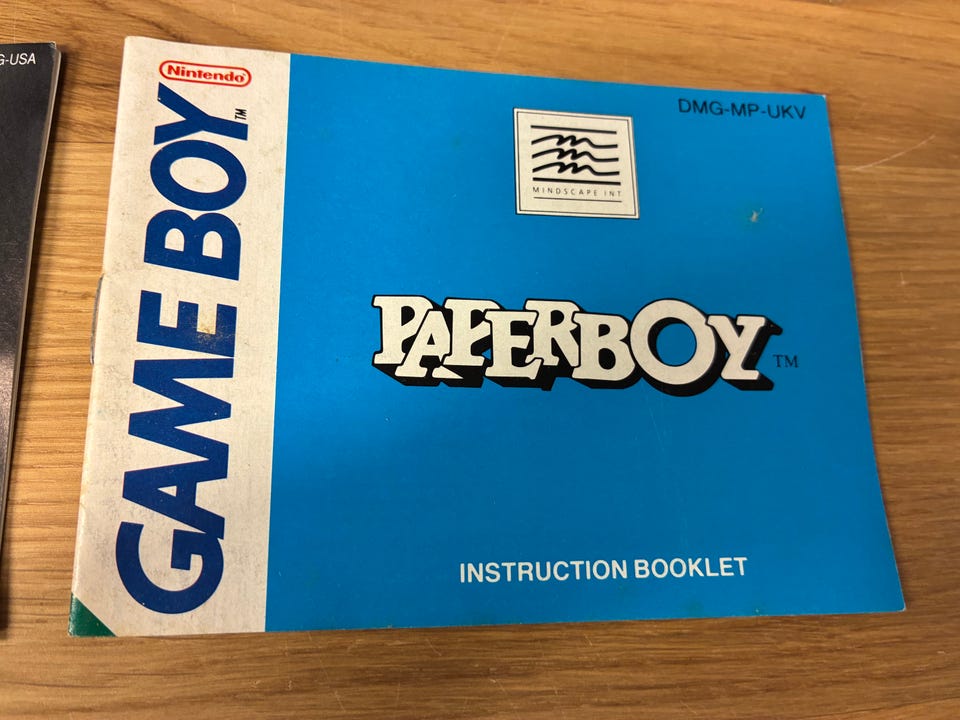 G-USA
Nintendo
GAME BOY™
DMG-MP-UKV
MINDSCAPE INT
PAPERBOY™
INSTRUCTION BOOKLET